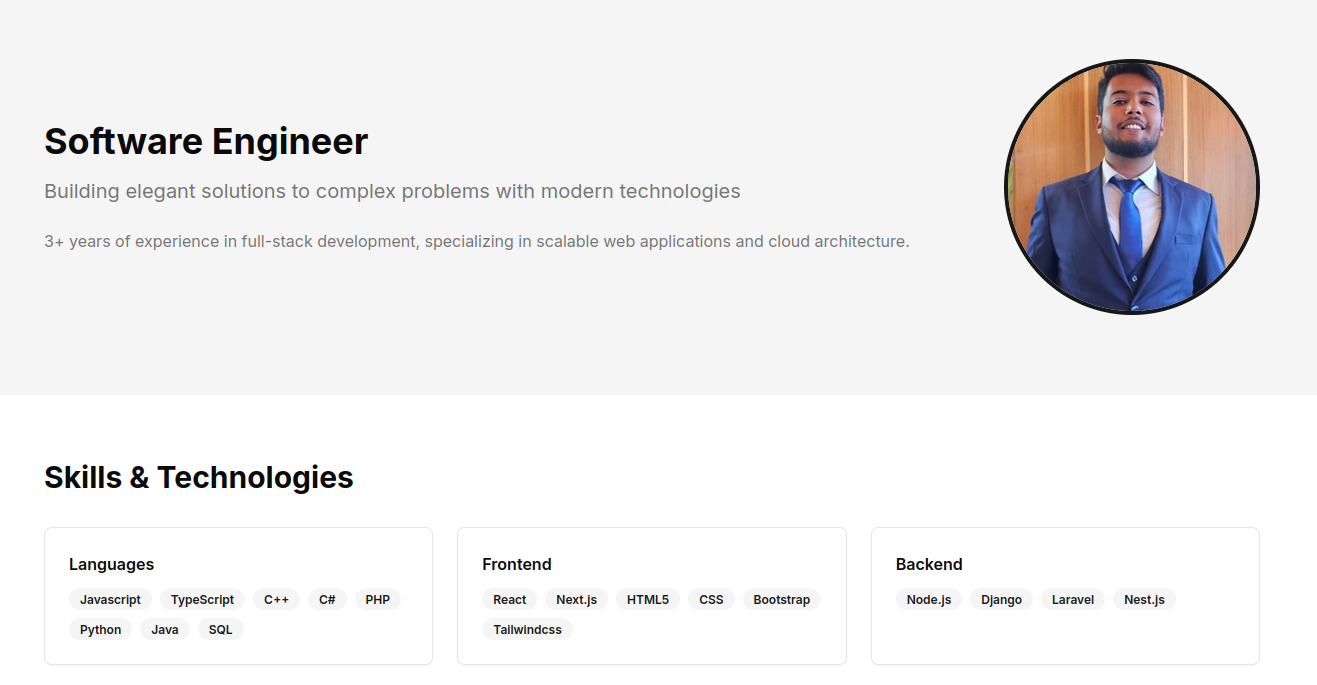 Software Engineer
Building elegant solutions to complex problems with modern technologies
3+ years of experience in full-stack development, specializing in scalable web applications and cloud architecture.
Skills & Technologies
Languages
Javascript TypeScript C++ C# PHP
Python Java SQL
Frontend
React Next.js HTML5 CSS Bootstrap
Tailwindcss
Backend
Node.js Django Laravel Nest.js